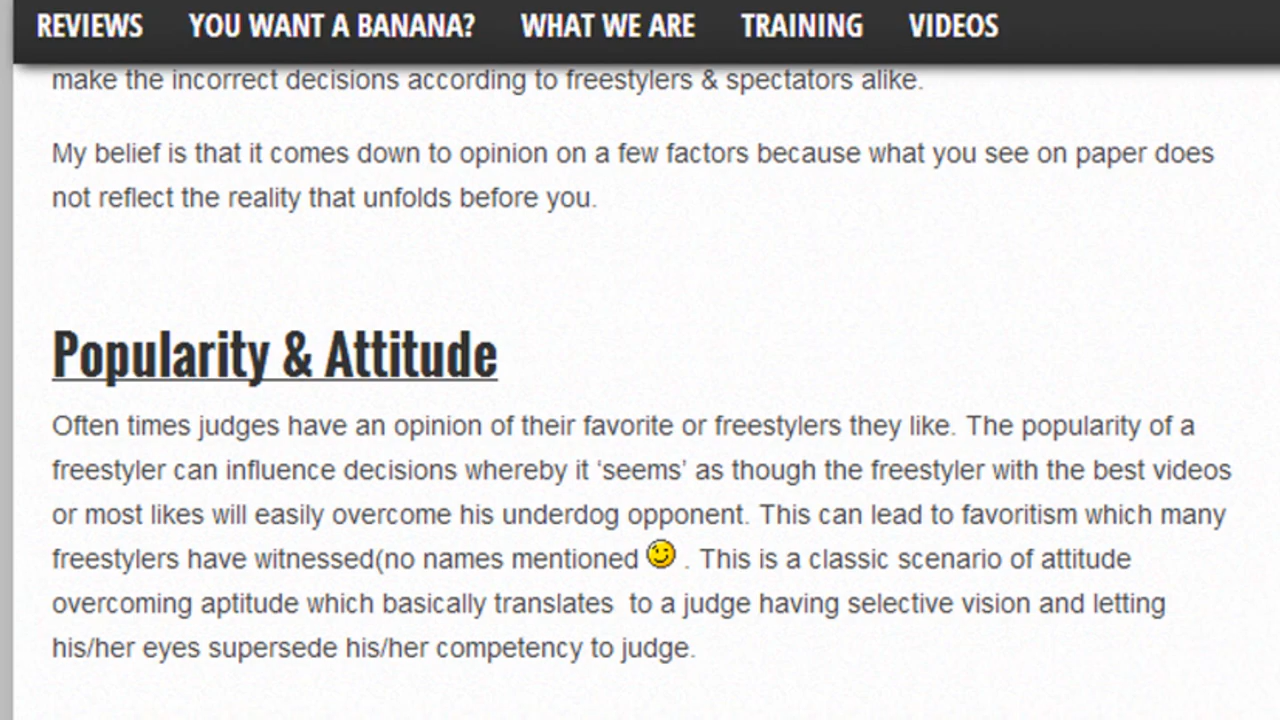 REVIEWS YOU WANT A BANANA? WHAT WE ARE TRAINING VIDEOS
make the incorrect decisions according to freestylers & spectators alike.
My belief is that it comes down to opinion on a few factors because what you see on paper does
not reflect the reality that unfolds before you.
Popularity & Attitude
Often times judges have an opinion of their favorite or freestylers they like. The popularity of a
freestyler can influence decisions whereby it ‘seems’ as though the freestyler with the best videos
or most likes will easily overcome his underdog opponent. This can lead to favoritism which many
freestylers have witnessed(no names mentioned . This is a classic scenario of attitude
overcoming aptitude which basically translates  to a judge having selective vision and letting
his/her eyes supersede his/her competency to judge.